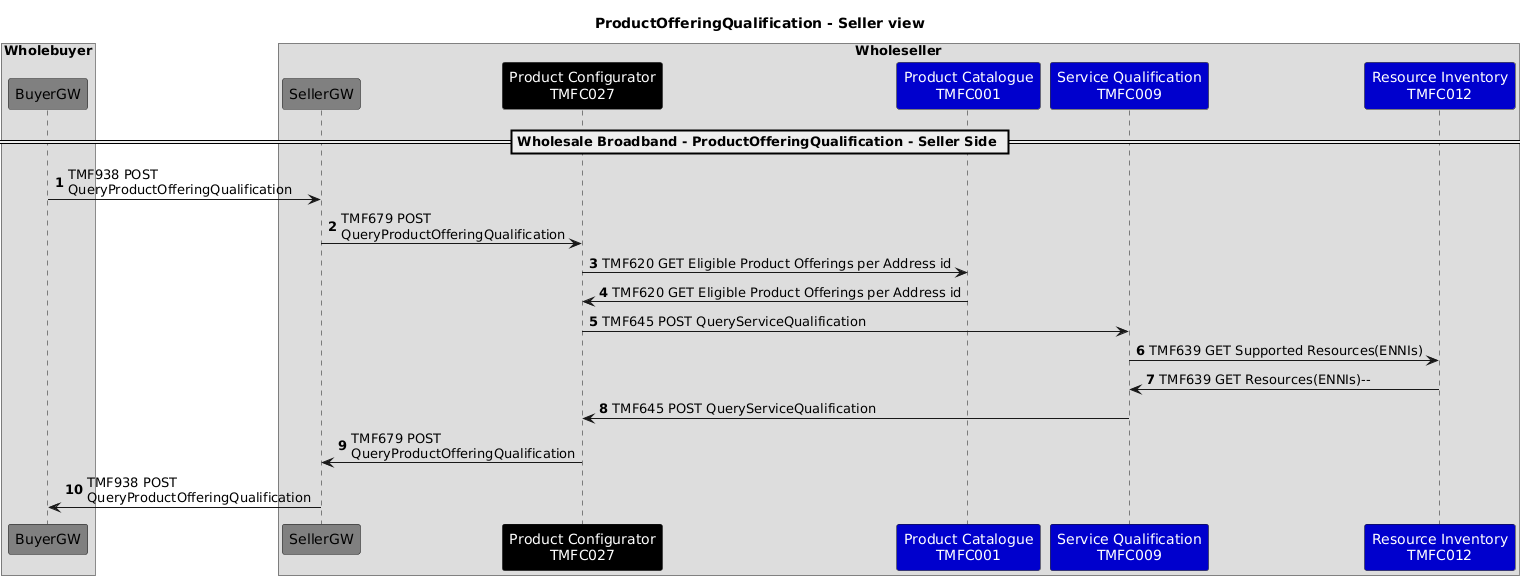 ProductOfferingQualification - Seller view
Wholebuyer
Wholeseller
BuyerGW
SellerGW
Product Configurator
TMFC027
Product Catalogue
TMFC001
Service Qualification
TMFC009
Resource Inventory
TMFC012
Wholesale Broadband - ProductOfferingQualification - Seller Side
1 TMF938 POST
QueryProductOfferingQualification
2 TMF679 POST
QueryProductOfferingQualification
3 TMF620 GET Eligible Product Offerings per Address id
4 TMF620 GET Eligible Product Offerings per Address id
5 TMF645 POST QueryServiceQualification
6 TMF639 GET Supported Resources(ENNIs)
7 TMF639 GET Resources(ENNIs)--
8 TMF645 POST QueryServiceQualification
9 TMF679 POST
QueryProductOfferingQualification
10 TMF938 POST
QueryProductOfferingQualification
BuyerGW
SellerGW
Product Configurator
TMFC027
Product Catalogue
TMFC001
Service Qualification
TMFC009
Resource Inventory
TMFC012